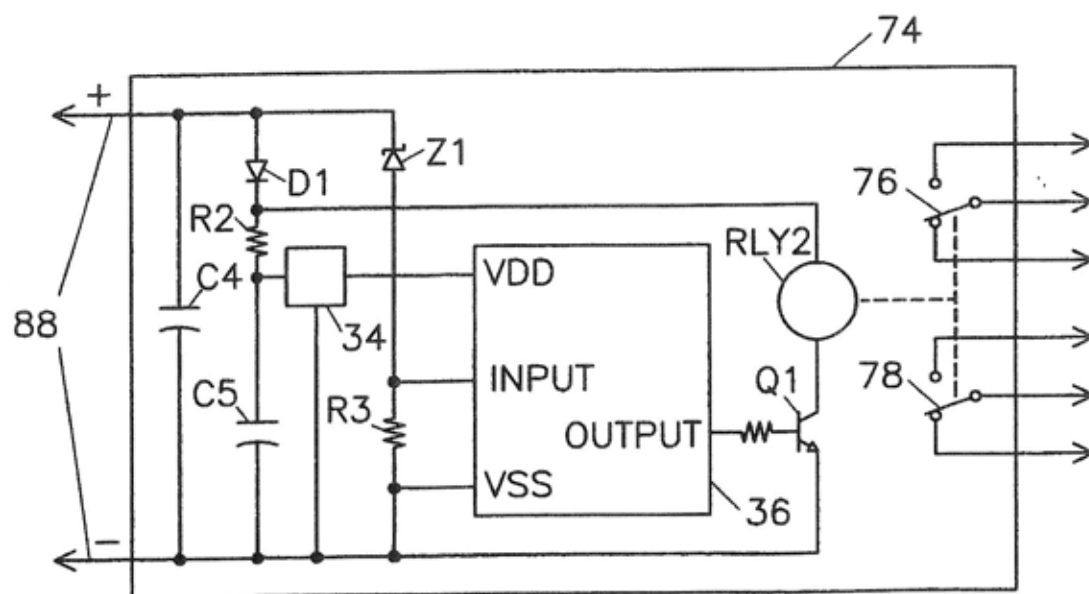 74
+
Z1
D1
76
R2
RLY2
C4
VDD
88
34
Q1
78
INPUT
C5
R3
OUTPUT
VSS
36
−